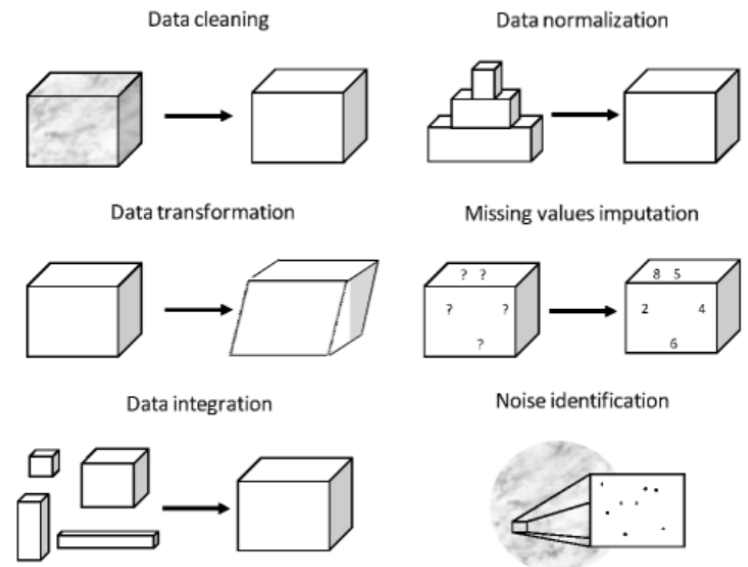 Data cleaning
Data normalization
Data transformation
Missing values imputation
? ?
? ?
?
8 5
2 4
6
Data integration
Noise identification